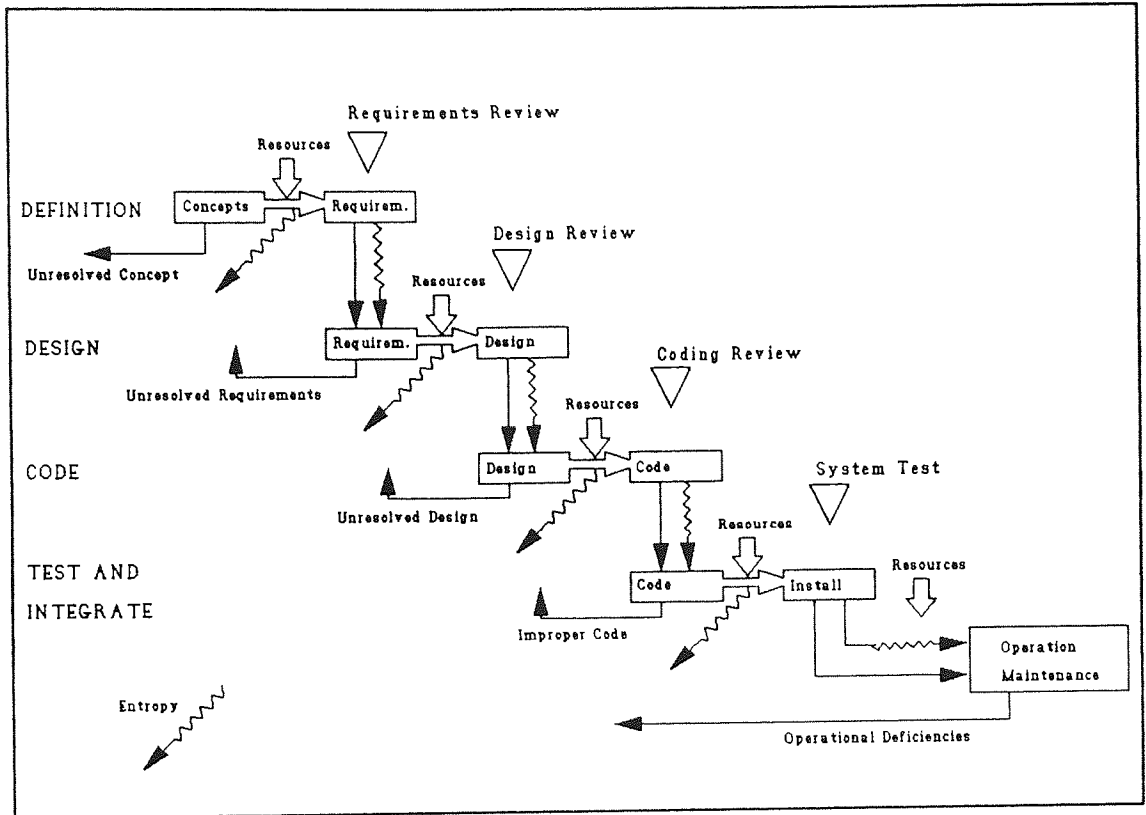 Requirements Review
Resources
DEFINITION
Concepts
Requirem.
Unresolved Concept
Design Review
Resources
DESIGN
Requirem.
Design
Unresolved Requirements
Coding Review
Resources
CODE
Design
Code
Unresolved Design
System Test
Resources
TEST AND
INTEGRATE
Code
Install
Resources
Improper Code
Operation
Maintenance
Entropy
Operational Deficiencies